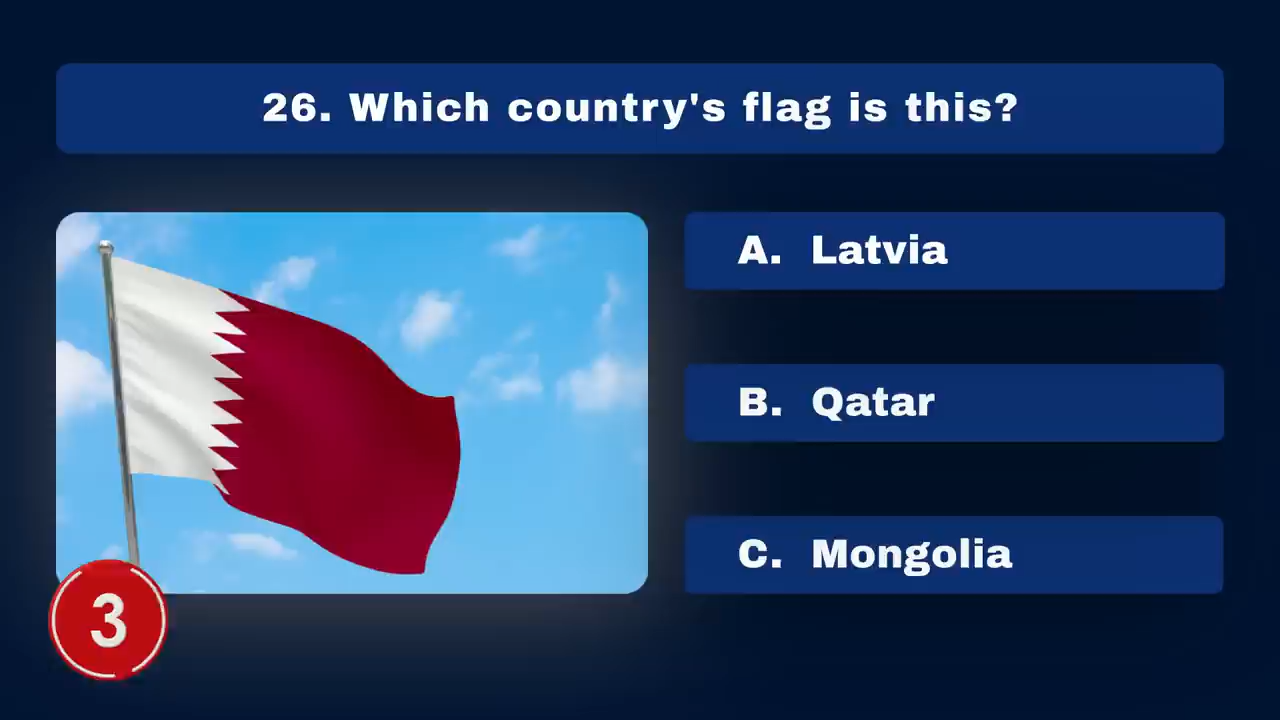 26. Which country's flag is this?
A. Latvia
B. Qatar
C. Mongolia
3